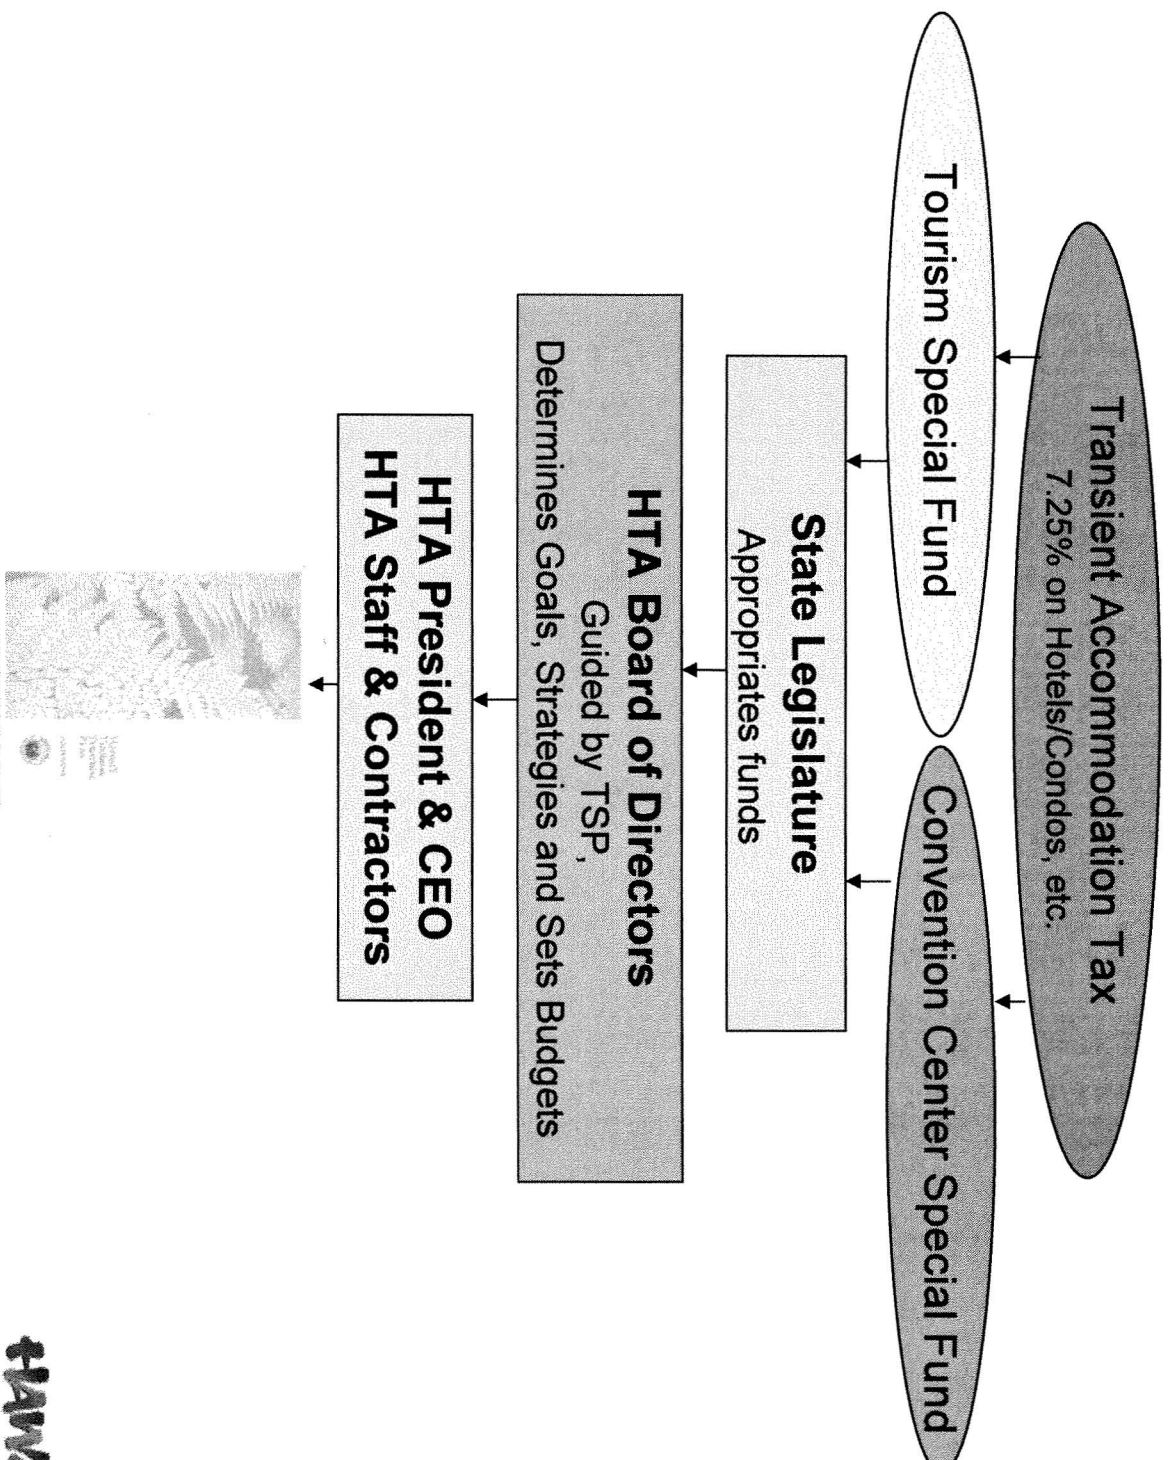 Transient Accommodation Tax
7.25% on Hotels/Condos, etc.
Tourism Special Fund
Convention Center Special Fund
State Legislature
Appropriates funds
HTA Board of Directors
Guided by TSP,
Determines Goals, Strategies and Sets Budgets
HTA President & CEO
HTA Staff & Contractors